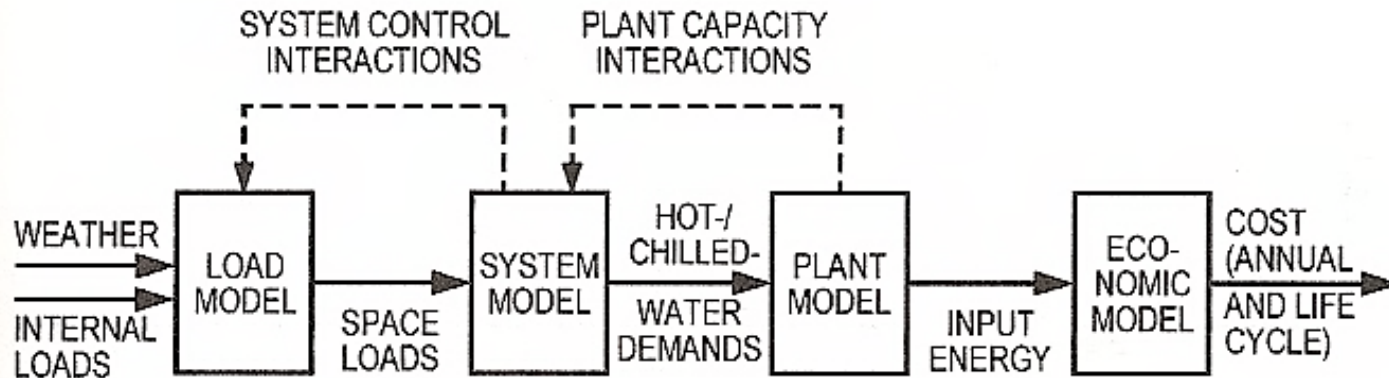 SYSTEM CONTROL
INTERACTIONS
PLANT CAPACITY
INTERACTIONS
WEATHER
INTERNAL
LOADS
LOAD
MODEL
SPACE
LOADS
SYSTEM
MODEL
HOT-/
CHILLED-
WATER
DEMANDS
PLANT
MODEL
INPUT
ENERGY
ECO-
NOMIC
MODEL
COST
(ANNUAL
AND LIFE
CYCLE)